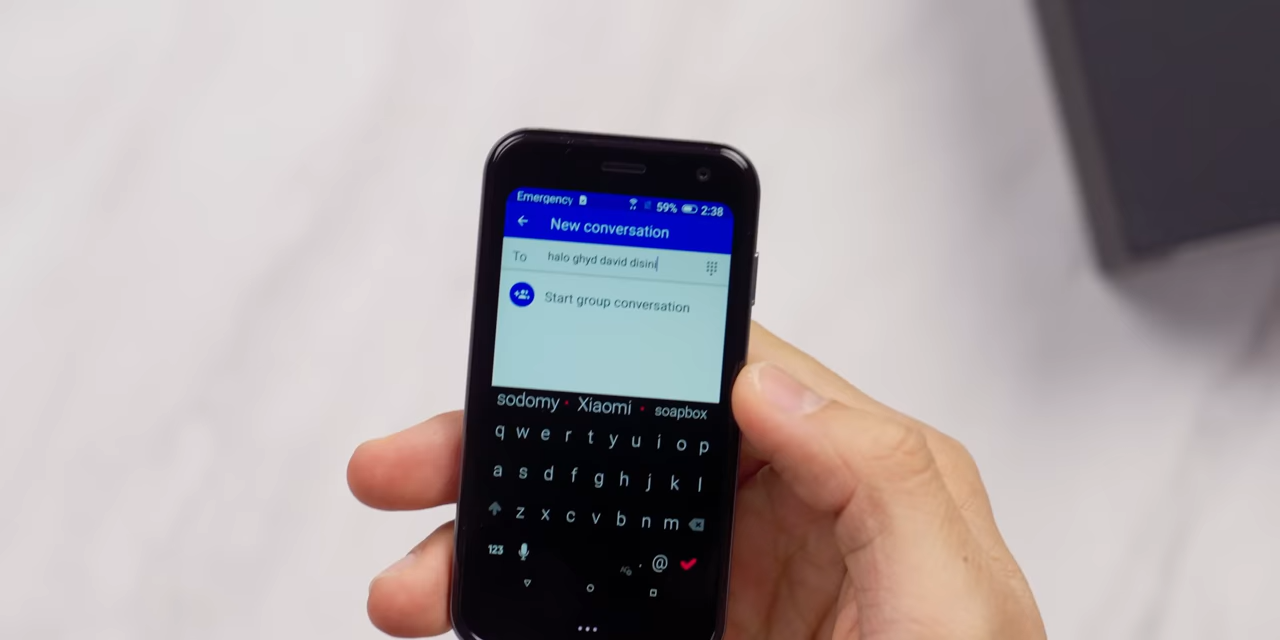 Emergency 59% 2:38
New conversation
To halo ghyd david disini
Start group conversation
sodomy · Xiaomi · soapbox
q w e r t y u i o p
a s d f g h j k l
z x c v b n m
123 , @